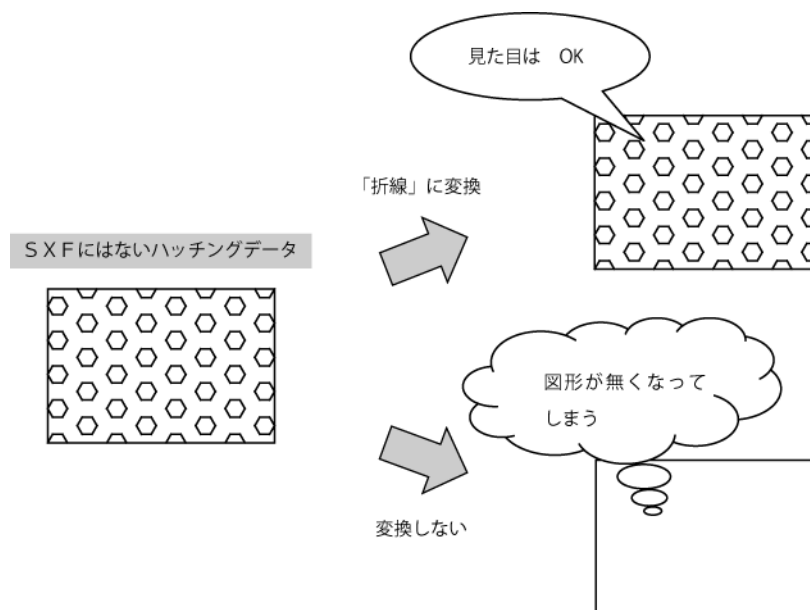 見た目は　OK
「折線」に変換
ＳＸＦにはないハッチングデータ
図形が無くなって
しまう
変換しない